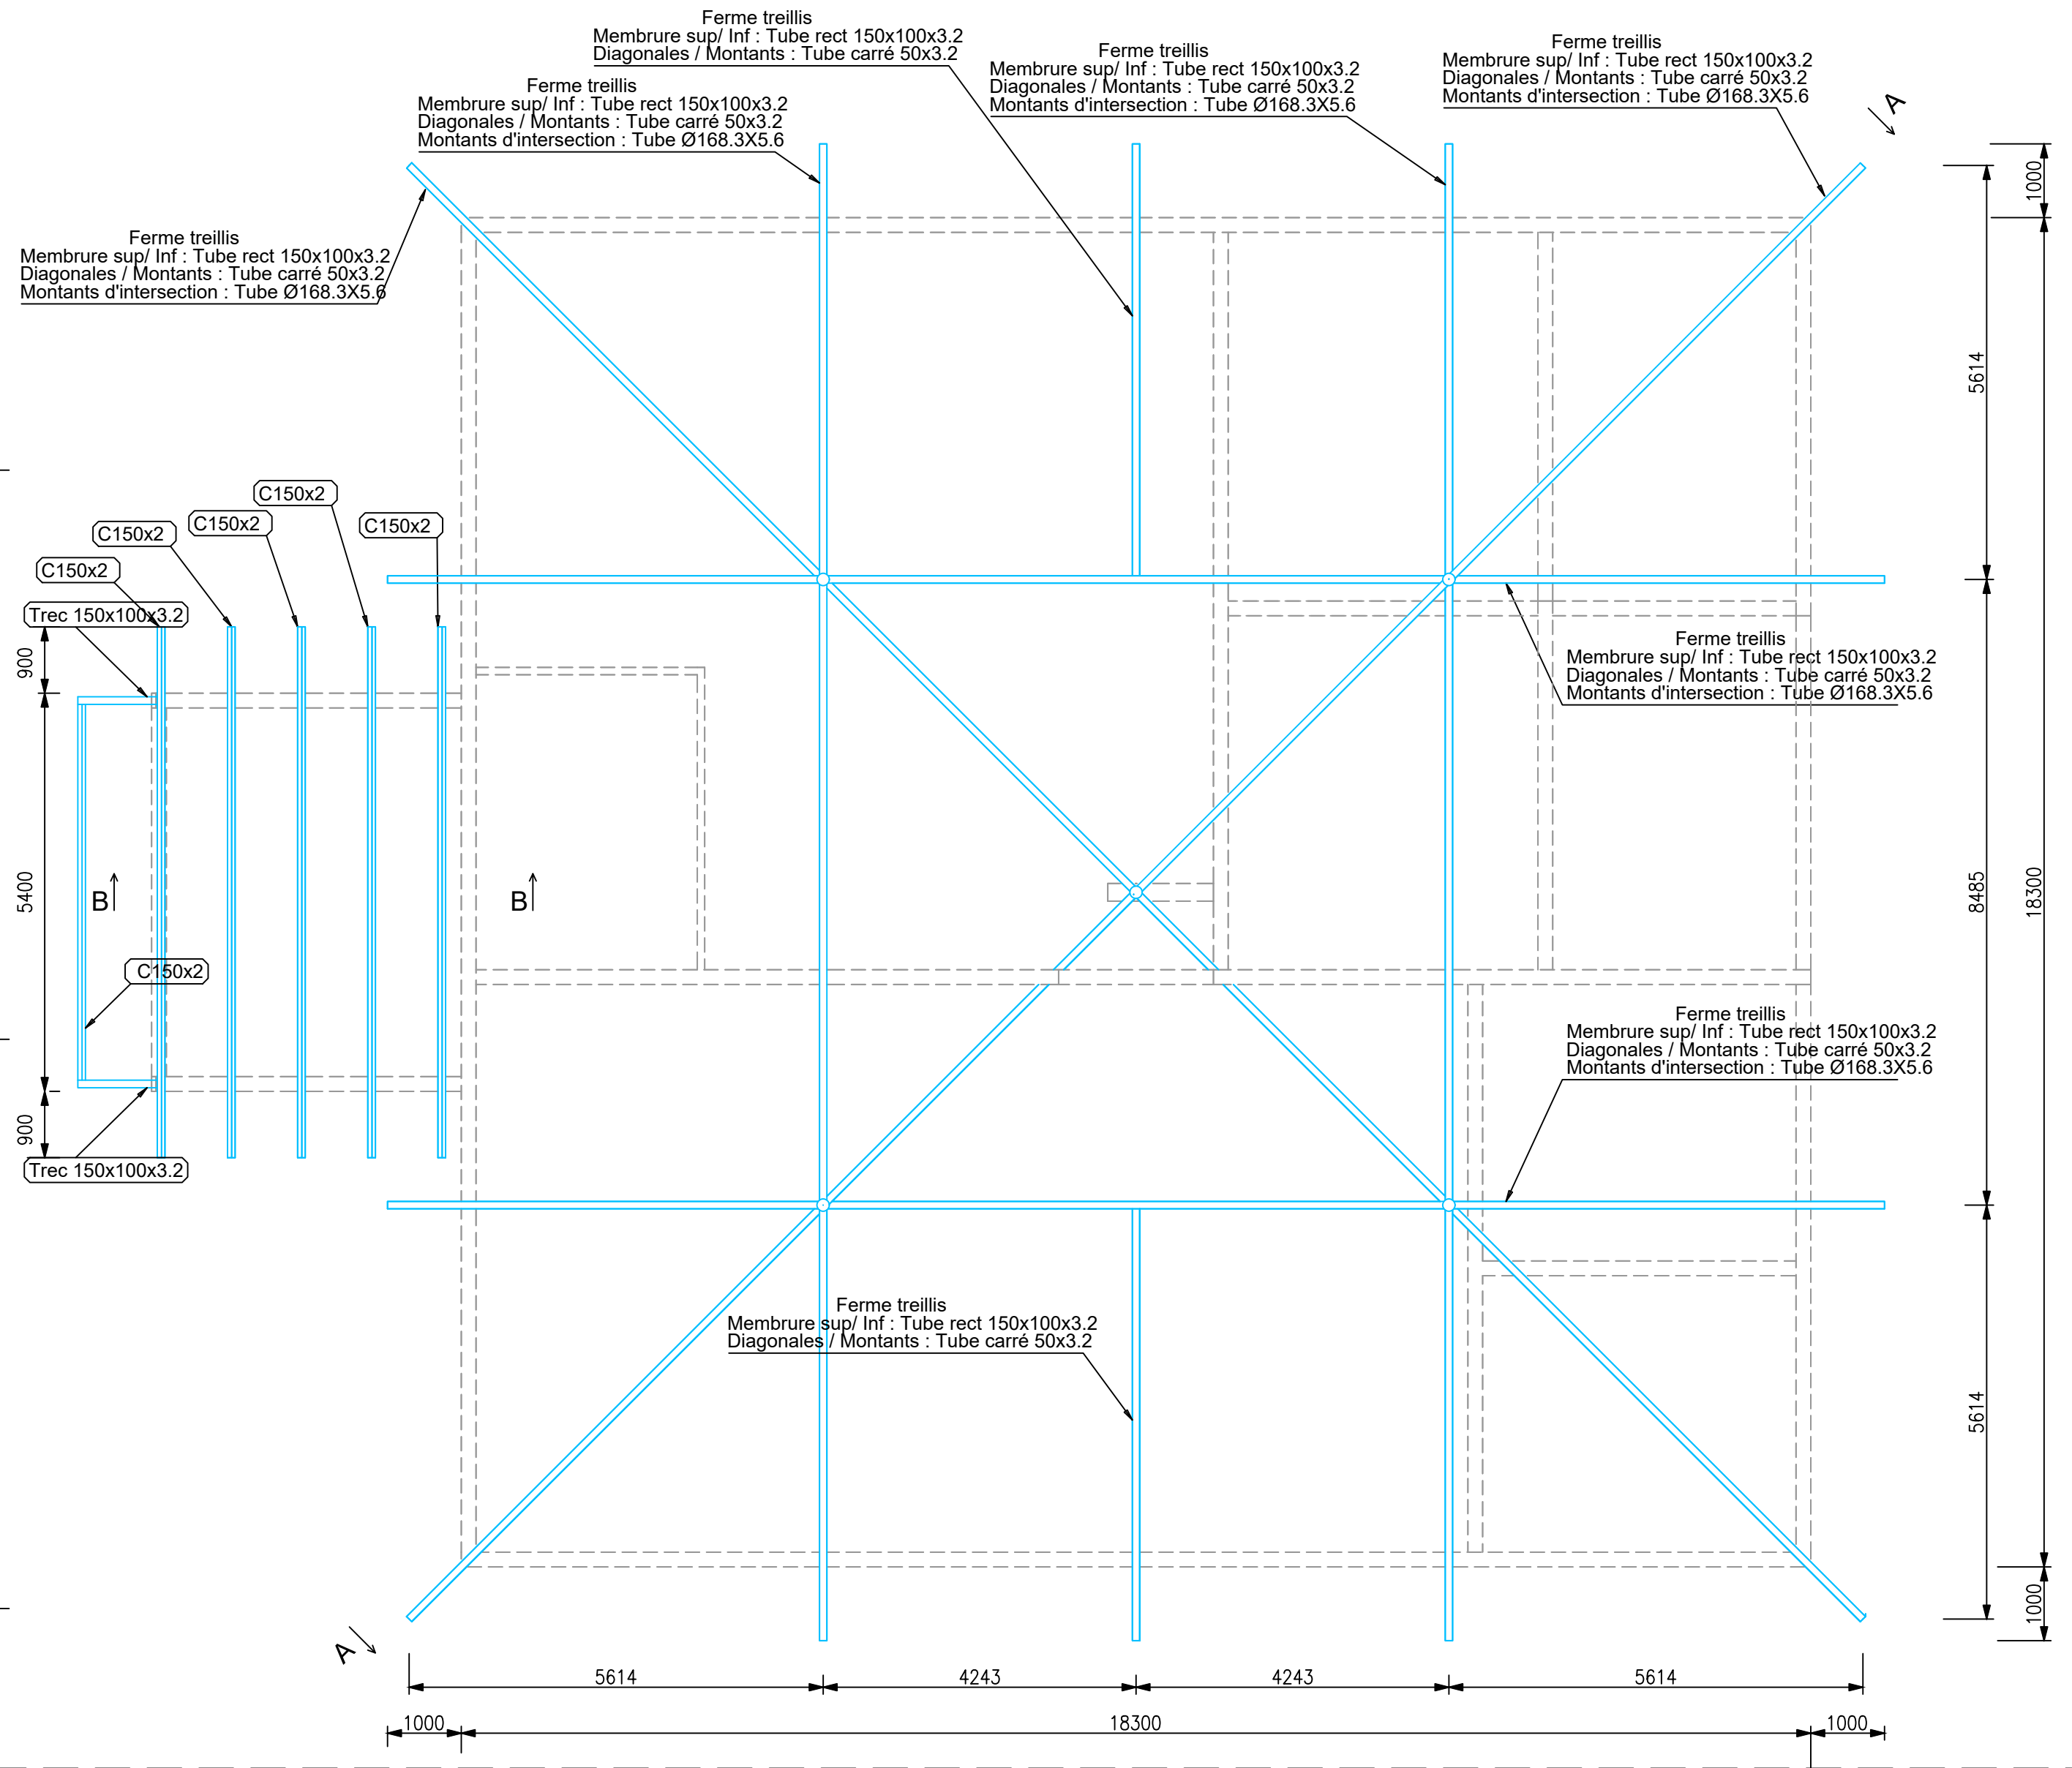 Ferme treillis
Membrure sup/ Inf : Tube rect 150x100x3.2
Diagonales / Montants : Tube carré 50x3.2
Ferme treillis
Membrure sup/ Inf : Tube rect 150x100x3.2
Diagonales / Montants : Tube carré 50x3.2
Montants d'intersection : Tube Ø168.3X5.6
Ferme treillis
Membrure sup/ Inf : Tube rect 150x100x3.2
Diagonales / Montants : Tube carré 50x3.2
Montants d'intersection : Tube Ø168.3X5.6
Ferme treillis
Membrure sup/ Inf : Tube rect 150x100x3.2
Diagonales / Montants : Tube carré 50x3.2
Montants d'intersection : Tube Ø168.3X5.6
A
1000
Ferme treillis
Membrure sup/ Inf : Tube rect 150x100x3.2
Diagonales / Montants : Tube carré 50x3.2
Montants d'intersection : Tube Ø168.3X5.6
5614
C150x2
C150x2
C150x2
C150x2
C150x2
Trec 150x100x3.2
900
Ferme treillis
Membrure sup/ Inf : Tube rect 150x100x3.2
Diagonales / Montants : Tube carré 50x3.2
Montants d'intersection : Tube Ø168.3X5.6
5400
B
B
8485
18300
C150x2
Ferme treillis
Membrure sup/ Inf : Tube rect 150x100x3.2
Diagonales / Montants : Tube carré 50x3.2
Montants d'intersection : Tube Ø168.3X5.6
900
Trec 150x100x3.2
Ferme treillis
Membrure sup/ Inf : Tube rect 150x100x3.2
Diagonales / Montants : Tube carré 50x3.2
5614
1000
A
5614
4243
4243
5614
1000
18300
1000